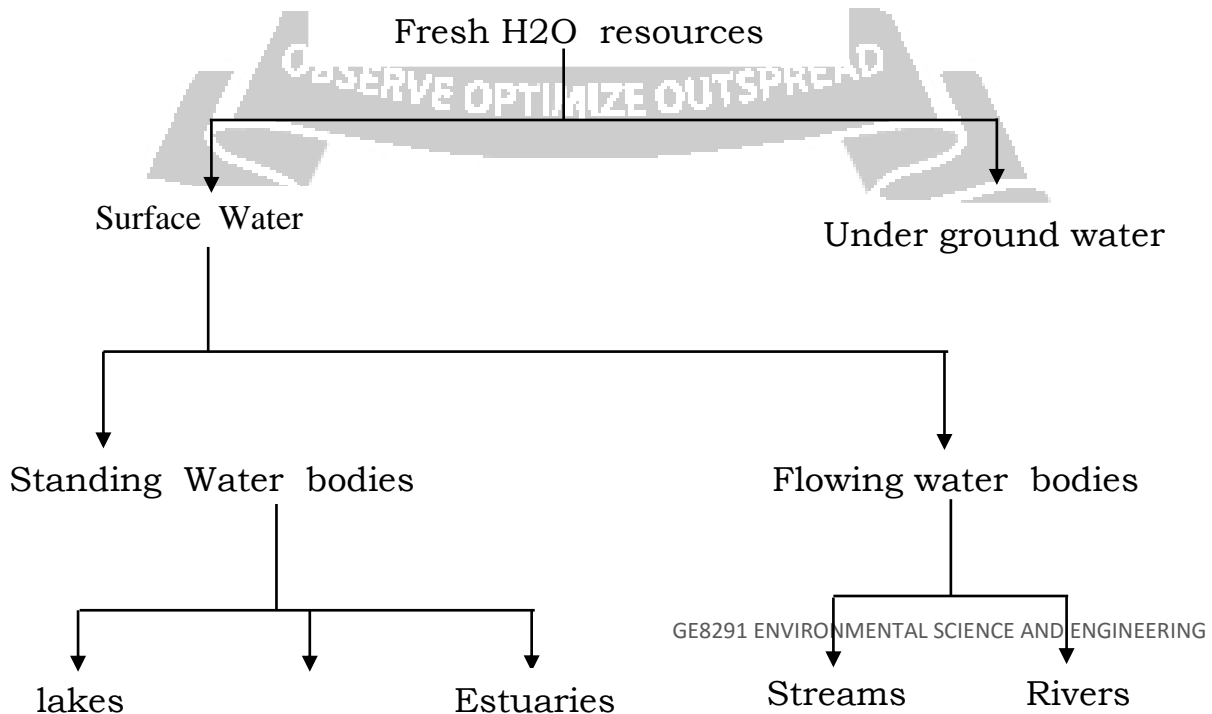 Fresh H2O resources
OBSERVE OPTIMIZE OUTSPREAD
Surface Water
Under ground water
Standing Water bodies
Flowing water bodies
GE8291 ENVIRONMENTAL SCIENCE AND ENGINEERING
lakes
Estuaries
Streams
Rivers